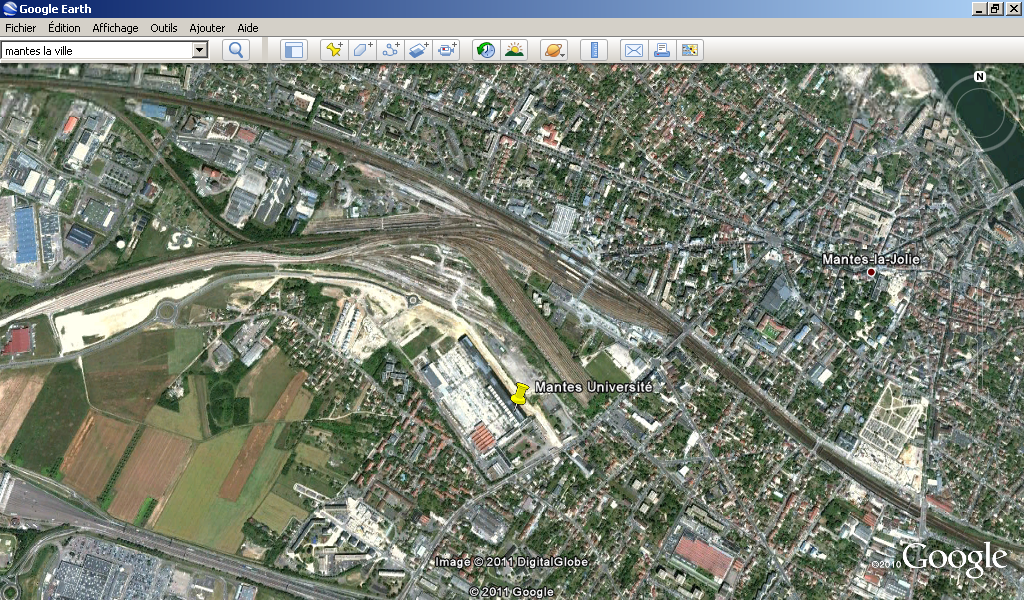 Google Earth
Fichier Édition Affichage Outils Ajouter Aide
mantes la ville
N
Mantes-la-Jolie
Mantes Université
Image © 2011 DigitalGlobe
© 2011 Google
©2010 Google